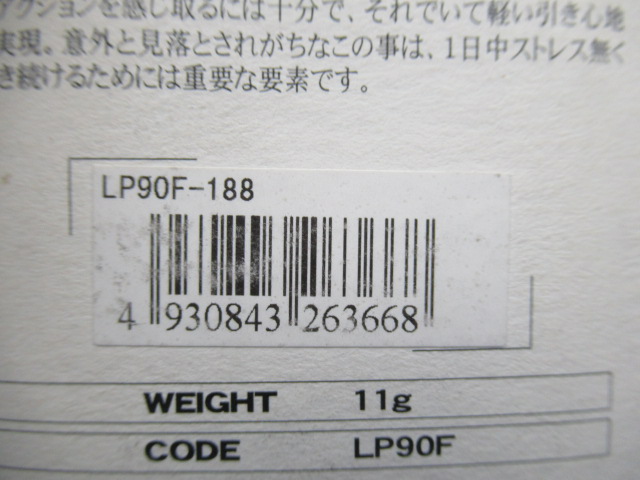 アクションを感じ取るには十分で、それでいて軽い引き心地
実現。意外と見落とされがちなこの事は、1日中ストレス無く
き続けるためには重要な要素です。
LP90F-188
4 930843 263668
WEIGHT 11g
CODE LP90F